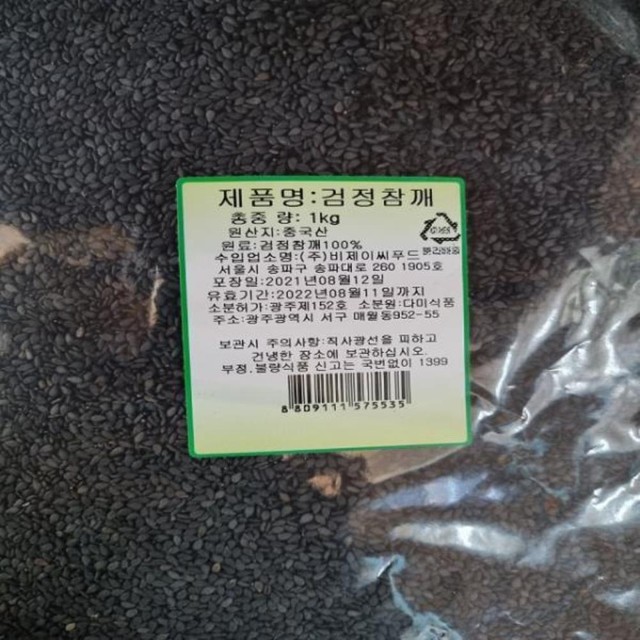 제품명:검정참깨
총중 량: 1kg
원산지:중국산
원료:검정참깨100%
수입업소명:(주)비제이씨푸드
서울시 송파구 송파대로 260 1905호
포장일:2021년08월12일
유효기간:2022년08월11일까지
소분허가:광주제152호 소분원:다미식품
주소:광주광역시 서구 매월동952-55
보관시 주의사항:직사광선을 피하고
건냉한 장소에 보관하십시오.
부정,불량식품 신고는 국번없이 1399
8 809111 575535